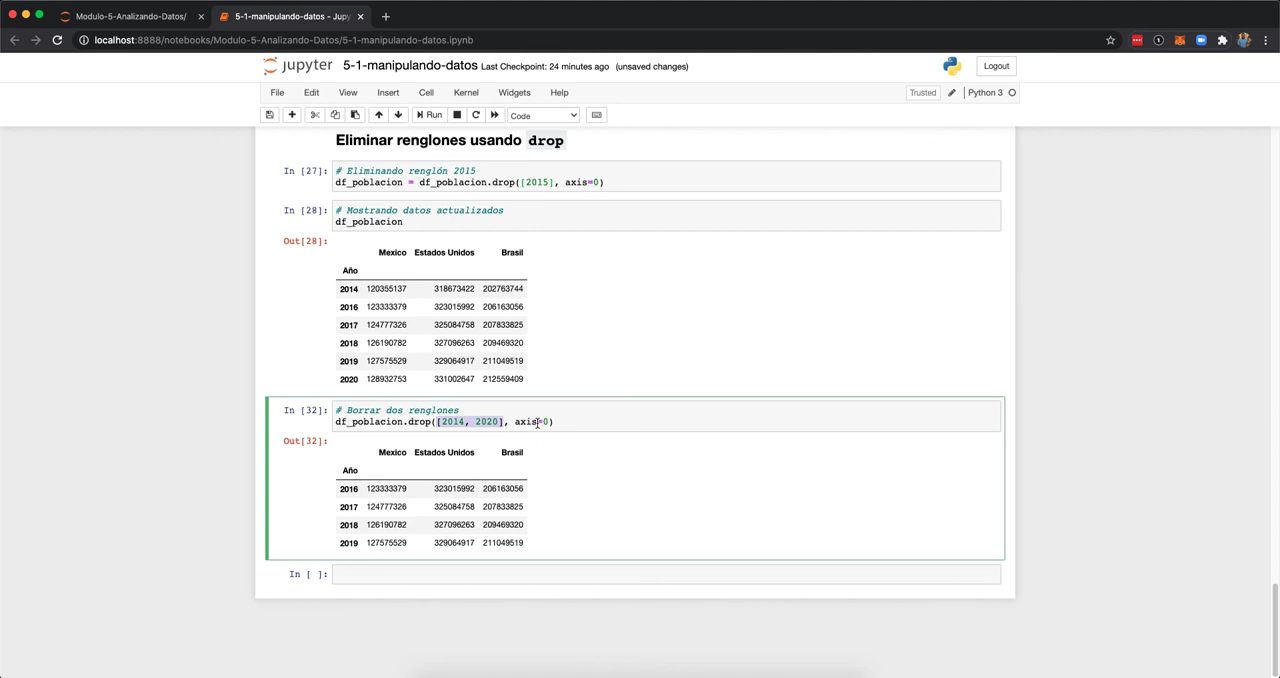 Modulo-5-Analizando-Datos/
5-1-manipulando-datos - Jupy
localhost:8888/notebooks/Modulo-5-Analizando-Datos/5-1-manipulando-datos.ipynb
jupyter 5-1-manipulando-datos Last Checkpoint: 24 minutes ago (unsaved changes) Logout
File Edit View Insert Cell Kernel Widgets Help Trusted Python 3
Run Code
Eliminar renglones usando drop
In [27]: # Eliminando renglón 2015
df_poblacion = df_poblacion.drop([2015], axis=0)
In [28]: # Mostrando datos actualizados
df_poblacion
Out[28]:
Mexico Estados Unidos Brasil
Año
2014 120355137 318673422 202763744
2016 123333379 323015992 206163056
2017 124777326 325084758 207833825
2018 126190782 327096263 209469320
2019 127575529 329064917 211049519
2020 128932753 331002647 212559409
In [32]: # Borrar dos renglones
df_poblacion.drop([2014, 2020], axis=0)
Out[32]:
Mexico Estados Unidos Brasil
Año
2016 123333379 323015992 206163056
2017 124777326 325084758 207833825
2018 126190782 327096263 209469320
2019 127575529 329064917 211049519
In [ ]: